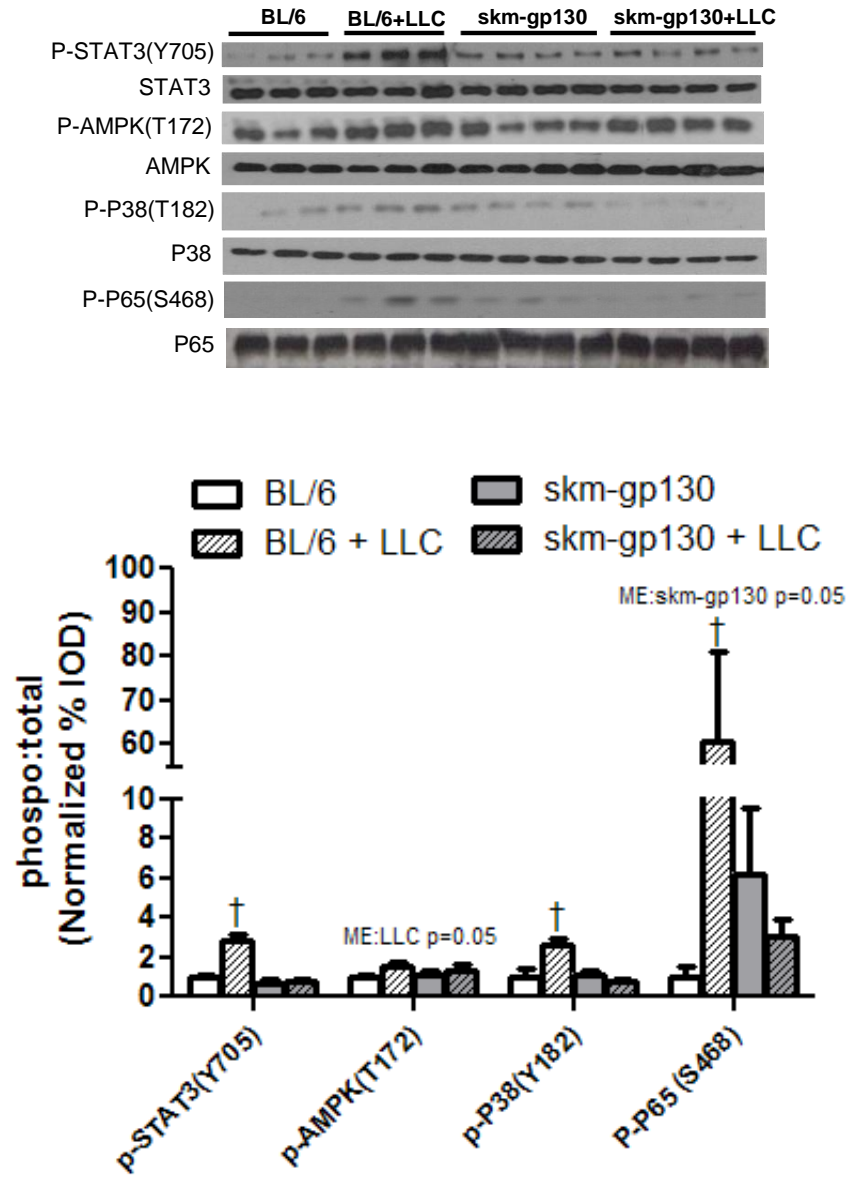 BL/6 BL/6+LLC skm-gp130 skm-gp130+LLC
P-STAT3(Y705)
STAT3
P-AMPK(T172)
AMPK
P-P38(T182)
P38
P-P65(S468)
P65
BL/6 skm-gp130
BL/6 + LLC skm-gp130 + LLC
phospo:total
(Normalized % IOD)
100
90
80
70
60
10
8
6
4
2
0
ME:skm-gp130 p=0.05
†
†
ME:LLC p=0.05
†
p-STAT3(Y705)
p-AMPK(T172)
p-P38(Y182)
P-P65 (S468)